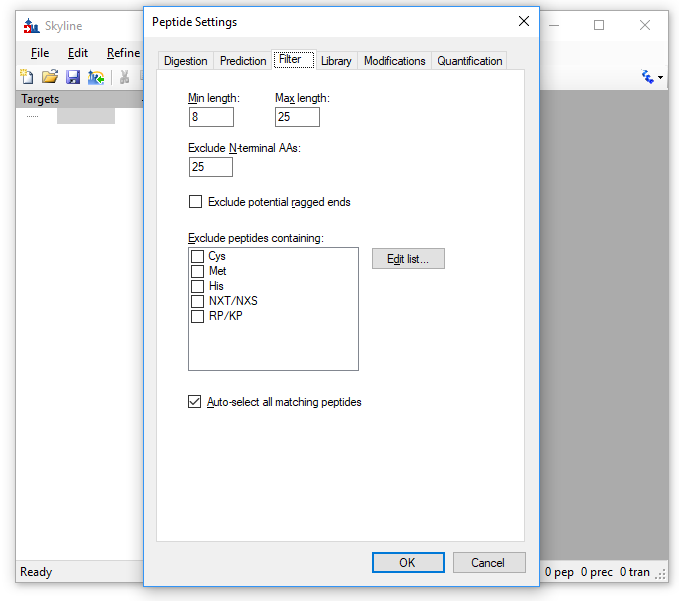 Skyline
Peptide Settings
File Edit Refine
Digestion Prediction Filter Library Modifications Quantification
Targets
Min length: Max length:
8 25
Exclude N-terminal AAs:
25
Exclude potential ragged ends
Exclude peptides containing:
Cys
Met
His
NXT/NXS
RP/KP
Edit list...
Auto-select all matching peptides
OK Cancel
Ready 0 pep 0 prec 0 tran